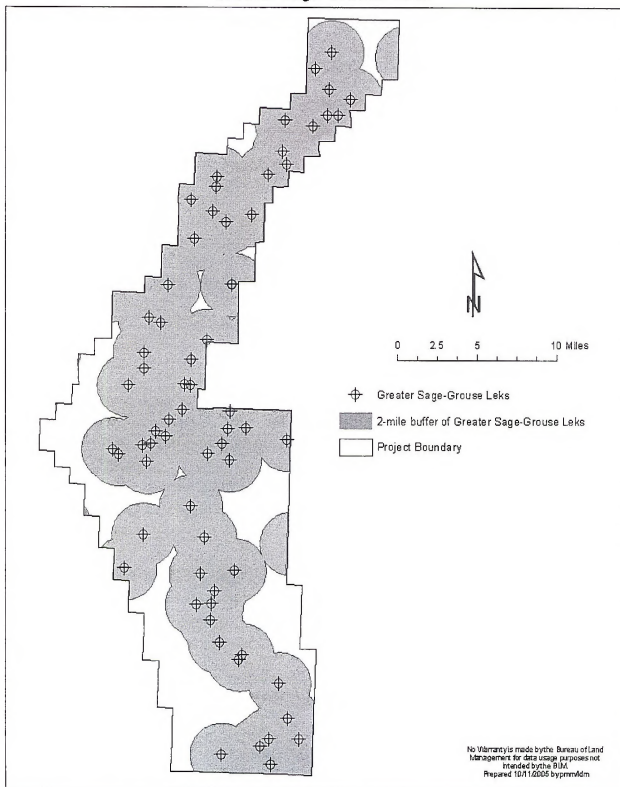 N
0 2.5 5 10 Miles
Greater Sage-Grouse Leks
2-mile buffer of Greater Sage-Grouse Leks
Project Boundary
No Warranty is made by the Bureau of Land
Management for data usage purposes not
intended by the BLM.
Prepared 10/11/2005 by